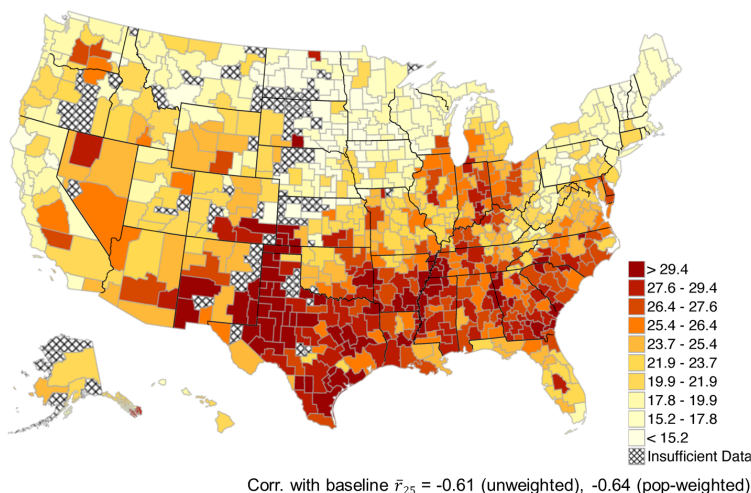 > 29.4
27.6 - 29.4
26.4 - 27.6
25.4 - 26.4
23.7 - 25.4
21.9 - 23.7
19.9 - 21.9
17.8 - 19.9
15.2 - 17.8
< 15.2
Insufficient Data
Corr. with baseline r̄₂₅ = -0.61 (unweighted), -0.64 (pop-weighted)